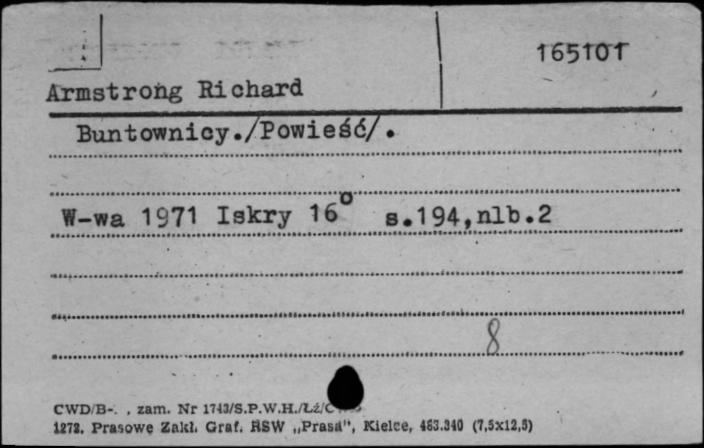 165101
Armstrong Richard
Buntownicy./Powieść/.
W-wa 1971 Iskry 16° s.194,nlb.2
8
CWD/B-. , zam. Nr 1743/S.P.W.H./Łź/
1272. Prasowe Zakł. Graf. RSW „Prasa", Kielce, 463.340 (7,5x12,5)